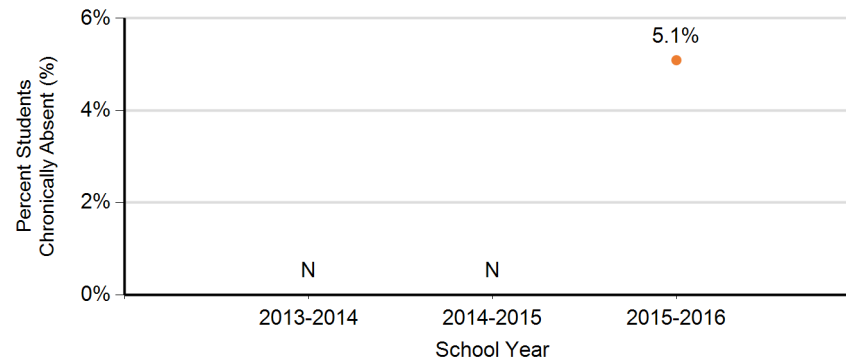 6%
5.1%
4%
2%
0%
N
N
2013-2014
2014-2015
2015-2016
School Year
Percent Students
Chronically Absent (%)